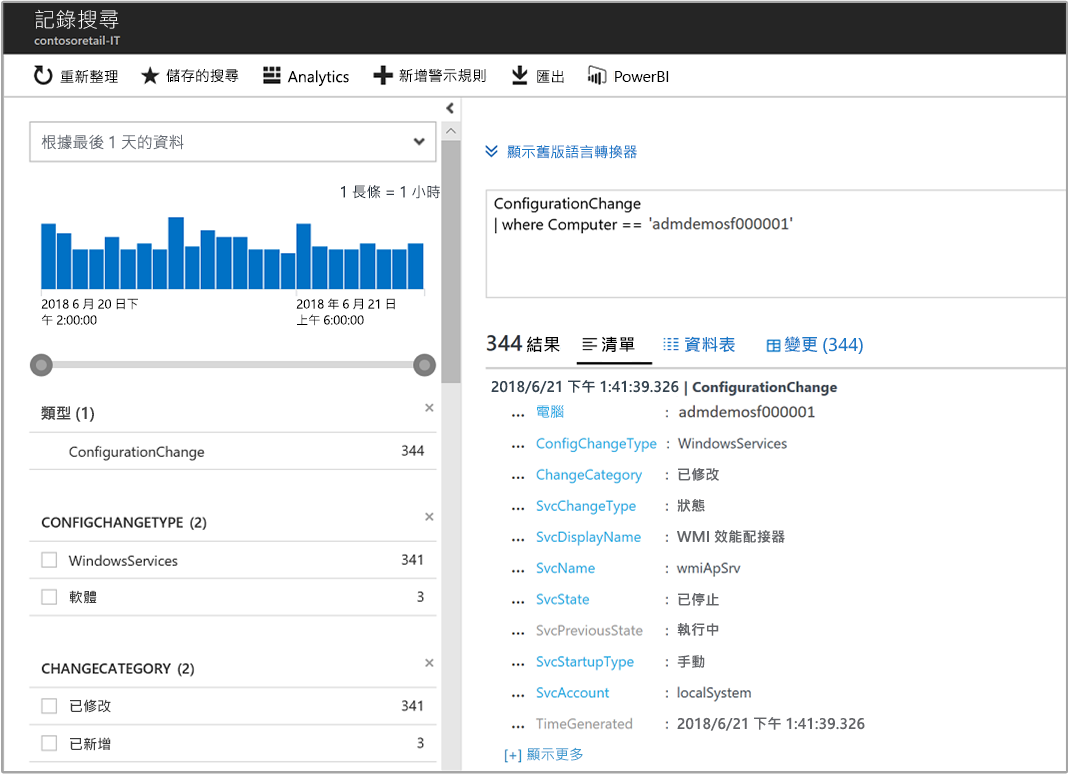 記錄搜尋
contosoretail-IT
重新整理 儲存的搜尋 Analytics 新增警示規則 匯出 PowerBI
根據最後 1 天的資料
1 長條 = 1 小時
2018 6 月 20 日下
午 2:00:00
2018 年 6 月 21 日
上午 6:00:00
類型 (1)
ConfigurationChange 344
CONFIGCHANGETYPE (2)
WindowsServices 341
軟體 3
CHANGECATEGORY (2)
已修改 341
已新增 3
顯示舊版語言轉換器
ConfigurationChange
| where Computer == 'admdemosf000001'
344 結果 清單 資料表 變更 (344)
2018/6/21 下午 1:41:39.326 | ConfigurationChange
... 電腦 : admdemosf000001
... ConfigChangeType : WindowsServices
... ChangeCategory : 已修改
... SvcChangeType : 狀態
... SvcDisplayName : WMI 效能配接器
... SvcName : wmiApSrv
... SvcState : 已停止
... SvcPreviousState : 執行中
... SvcStartupType : 手動
... SvcAccount : localSystem
... TimeGenerated : 2018/6/21 下午 1:41:39.326
[+] 顯示更多